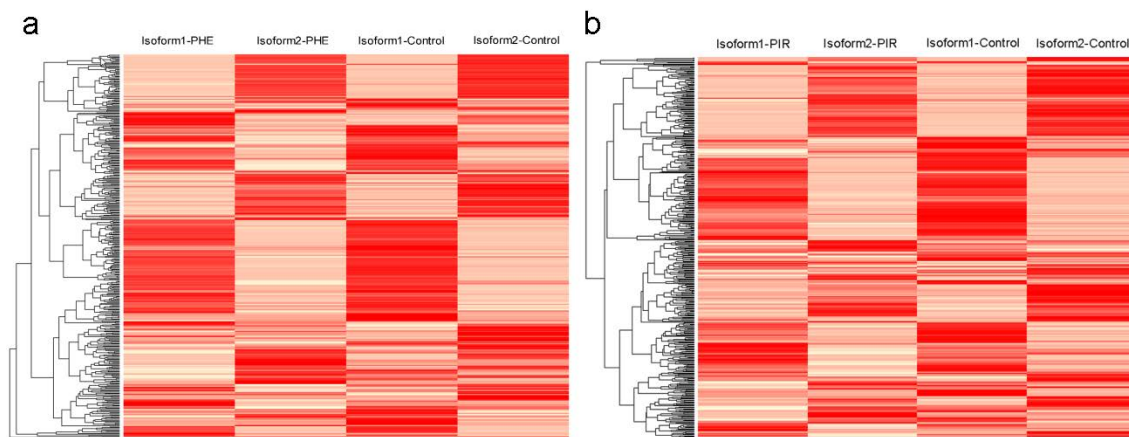 a
Isoform1-PHE Isoform2-PHE Isoform1-Control Isoform2-Control
b
Isoform1-PIR Isoform2-PIR Isoform1-Control Isoform2-Control